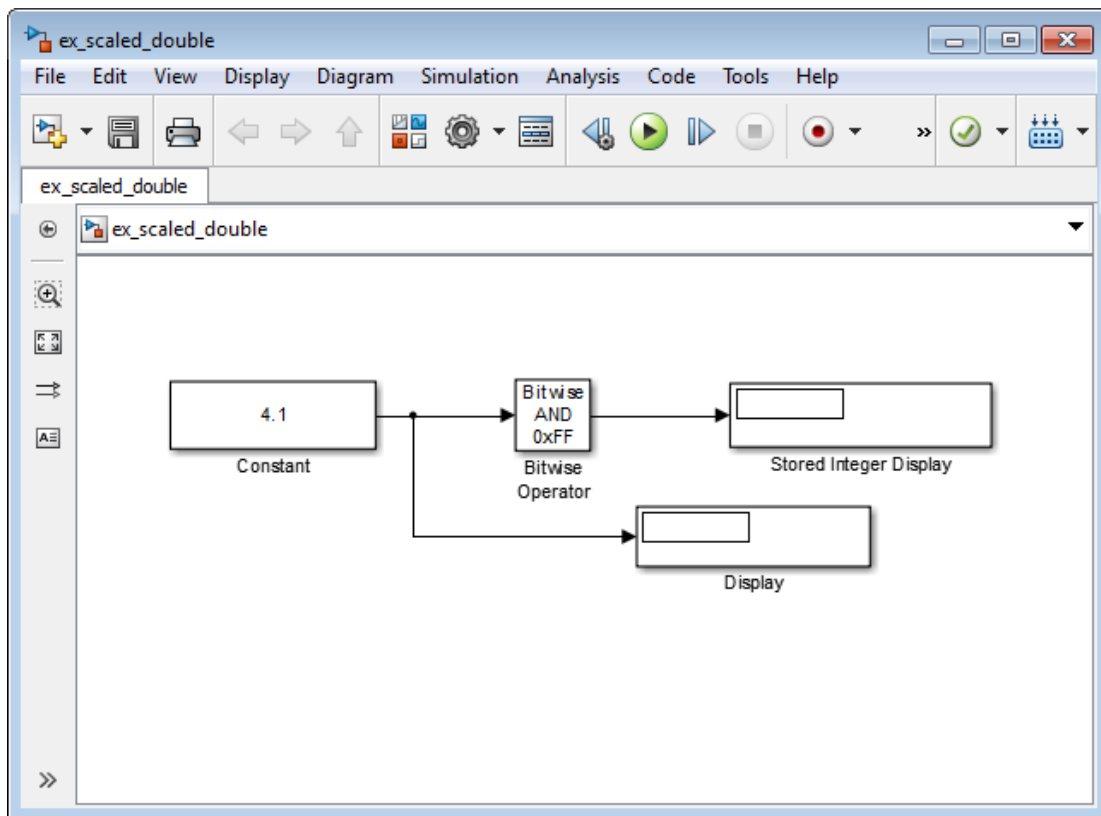 ex_scaled_double
File Edit View Display Diagram Simulation Analysis Code Tools Help
ex_scaled_double
ex_scaled_double
4.1
Constant
Bitwise
AND
0xFF
Bitwise
Operator
Stored Integer Display
Display